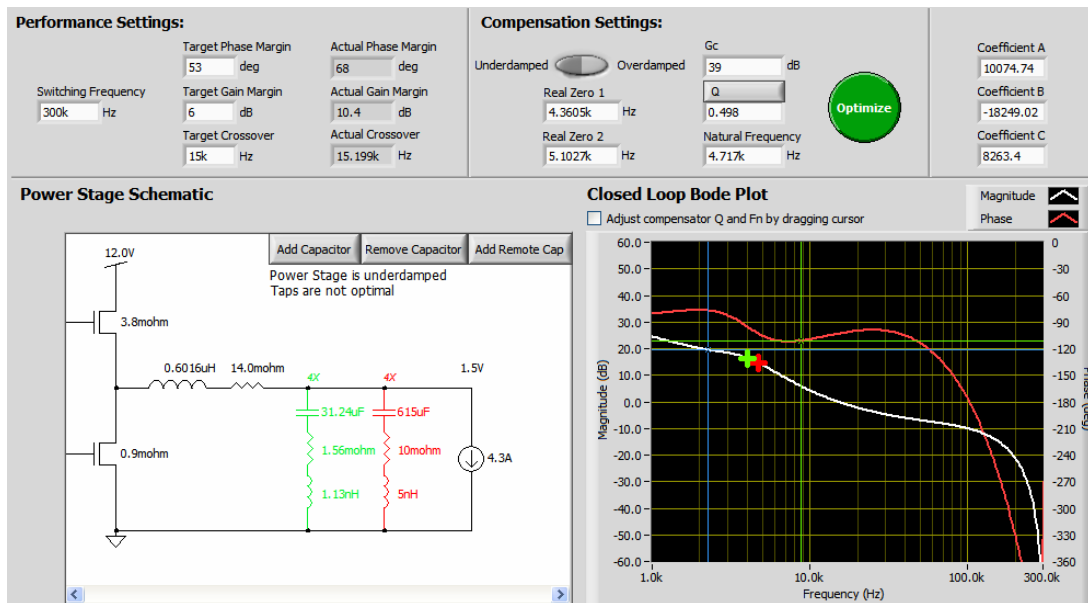 Performance Settings:
Target Phase Margin
53 deg
Actual Phase Margin
68 deg
Switching Frequency
300k Hz
Target Gain Margin
6 dB
Actual Gain Margin
10.4 dB
Target Crossover
15k Hz
Actual Crossover
15.199k Hz
Compensation Settings:
Underdamped Overdamped
Gc
39 dB
Real Zero 1
4.3605k Hz
Q
0.498
Real Zero 2
5.1027k Hz
Natural Frequency
4.717k Hz
Optimize
Coefficient A
10074.74
Coefficient B
-18249.02
Coefficient C
8263.4
Power Stage Schematic
Add Capacitor Remove Capacitor Add Remote Cap
Power Stage is underdamped
Taps are not optimal
12.0V
3.8mohm
0.6016uH 14.0mohm
4X 4X
1.5V
31.24uF 615uF
1.56mohm 10mohm
0.9mohm
4.3A
1.13nH 5nH
Closed Loop Bode Plot
Adjust compensator Q and Fn by dragging cursor
Magnitude
Phase
60.0
50.0
40.0
30.0
20.0
10.0
0.0
-10.0
-20.0
-30.0
-40.0
-50.0
-60.0
Magnitude (dB)
0
-30
-60
-90
-120
-150
-180
-210
-240
-270
-300
-330
-360
Phase (deg)
1.0k 10.0k 100.0k 300.0k
Frequency (Hz)